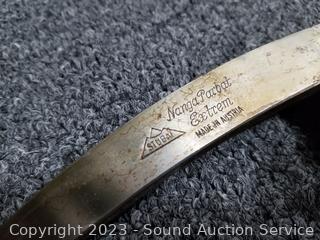 Nanga Parbat
Extrem
MADE IN AUSTRIA
STUBAI
Copyright 2023 - Sound Auction Service